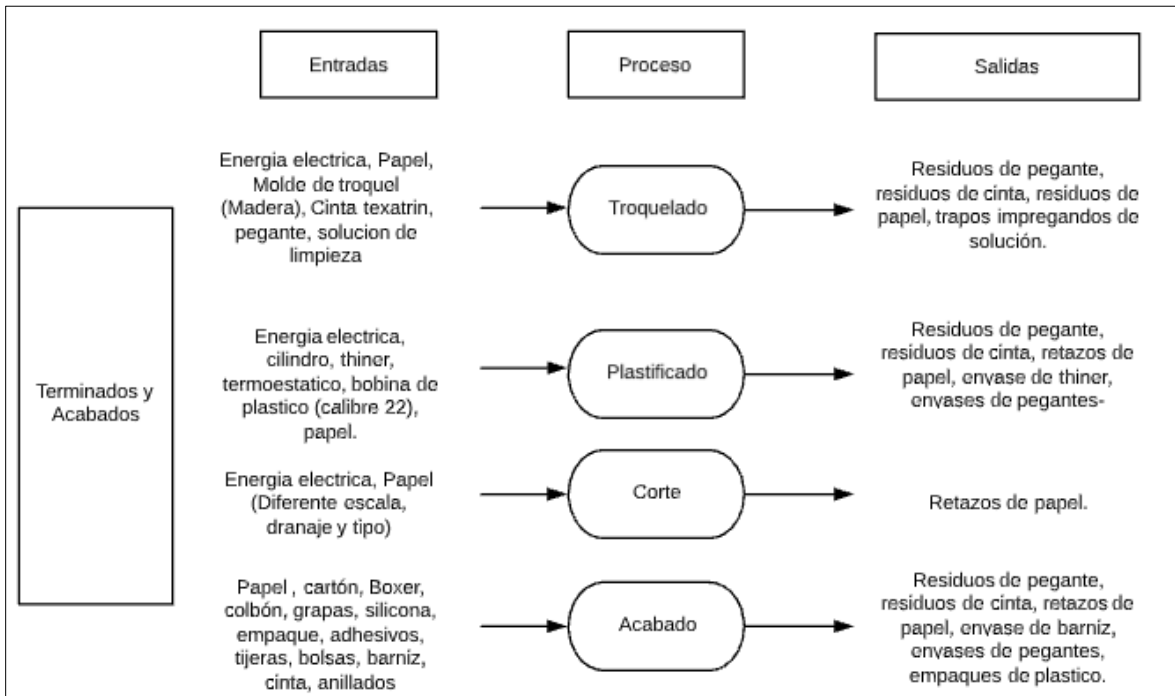 Entradas
Proceso
Salidas
Terminados y
Acabados
Energia electrica, Papel,
Molde de troquel
(Madera), Cinta texatrin,
pegante, solucion de
limpieza
Troquelado
Residuos de pegante,
residuos de cinta, residuos de
papel, trapos impregandos de
solución.
Energia electrica,
cilindro, thiner,
termoestatico, bobina de
plastico (calibre 22),
papel.
Plastificado
Residuos de pegante,
residuos de cinta, retazos de
papel, envase de thiner,
envases de pegantes-
Energia electrica, Papel
(Diferente escala,
dranaje y tipo)
Corte
Retazos de papel.
Papel , cartón, Boxer,
colbón, grapas, silicona,
empaque, adhesivos,
tijeras, bolsas, barniz,
cinta, anillados
Acabado
Residuos de pegante,
residuos de cinta, retazos de
papel, envase de barniz,
envases de pegantes,
empaques de plastico.